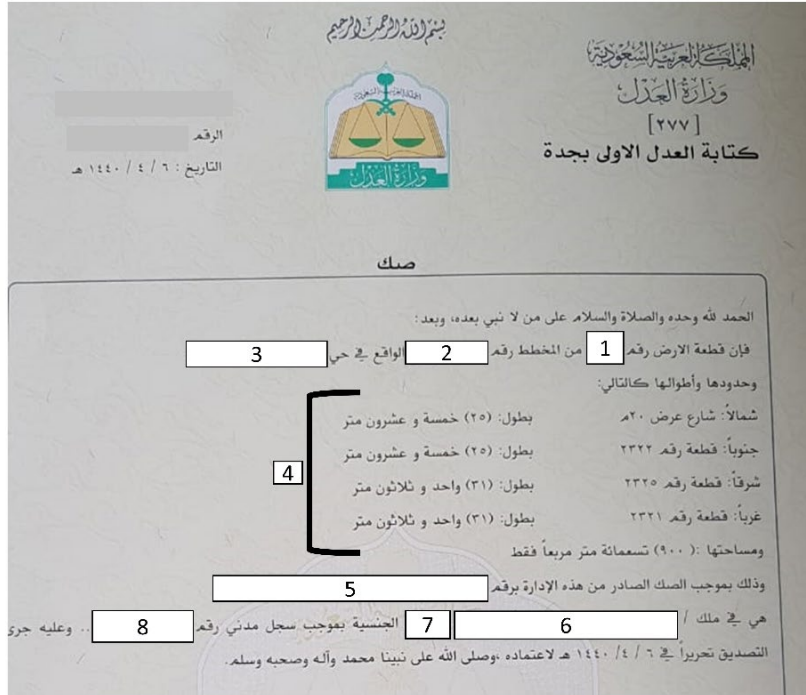 بسم الله الرحمن الرحيم
المملكة العربية السعودية
وزارة العدل
[٢٧٧]
كتابة العدل الاولى بجدة
المملكة العربية السعودية
وزارة العدل
الرقم
التاريخ : ٦ / ٤ / ١٤٤٠ هـ
صك
الحمد لله وحده والصلاة والسلام على من لا نبي بعده، وبعد:
فإن قطعة الارض رقم 1 من المخطط رقم 2 الواقع في حي 3
وحدودها وأطوالها كالتالي:
شمالاً: شارع عرض ٢٠م بطول: (٢٥) خمسة و عشرون متر
جنوباً: قطعة رقم ٢٣٢٢ بطول: (٢٥) خمسة و عشرون متر
4
شرقاً: قطعة رقم ٢٣٢٥ بطول: (٣١) واحد و ثلاثون متر
غرباً: قطعة رقم ٢٣٢١ بطول: (٣١) واحد و ثلاثون متر
ومساحتها :( ٩٠٠) تسعمائة متر مربعاً فقط
وذلك بموجب الصك الصادر من هذه الإدارة برقم 5
هي في ملك / 6 7 الجنسية بموجب سجل مدني رقم 8 .. وعليه جرى
التصديق تحريراً في ٦ / ٤ / ١٤٤٠ هـ لاعتماده ،وصلى الله على نبينا محمد وآله وصحبه وسلم.